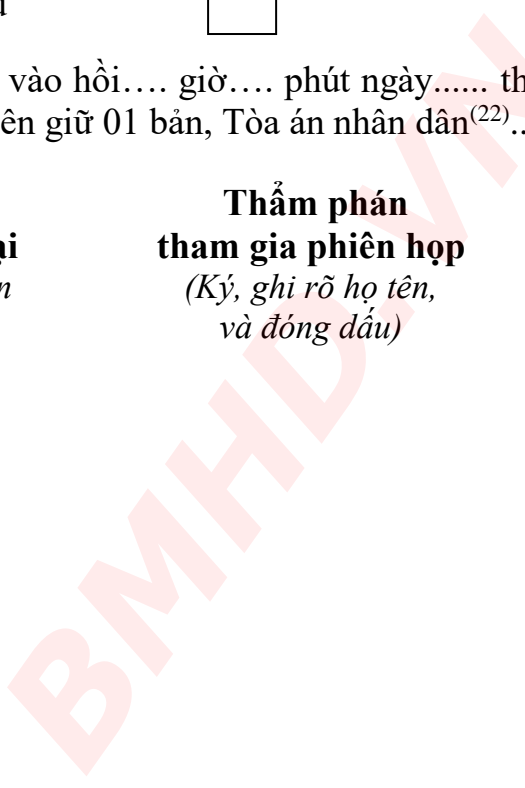 vào hồi…. giờ…. phút ngày...... th
ên giữ 01 bản, Tòa án nhân dân(22)..
Thẩm phán
ại tham gia phiên họp
n (Ký, ghi rõ họ tên,
và đóng dấu)
BMHD.VN